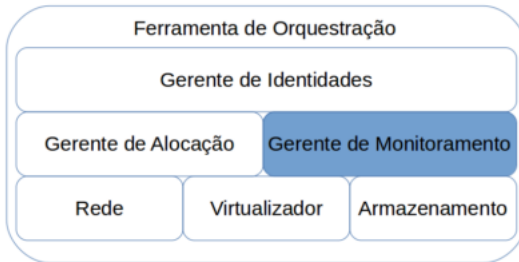 Ferramenta de Orquestração
Gerente de Identidades
Gerente de Alocação
Gerente de Monitoramento
Rede
Virtualizador
Armazenamento